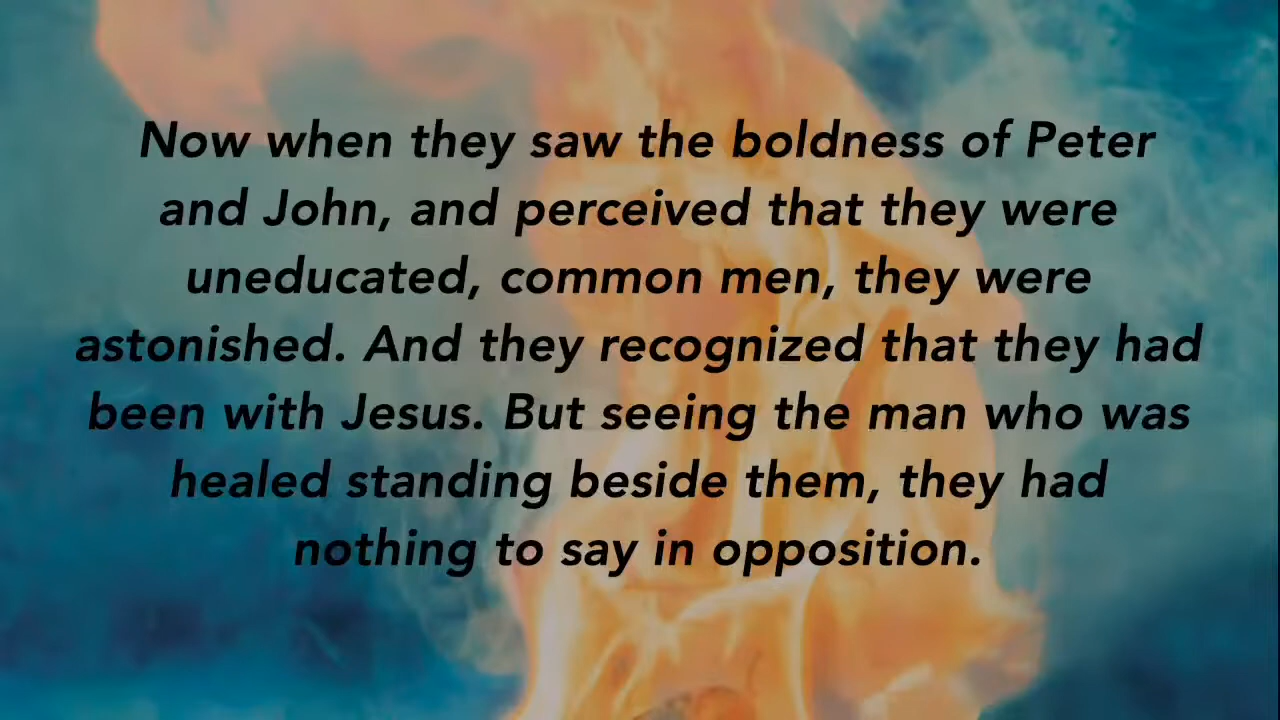 Now when they saw the boldness of Peter
and John, and perceived that they were
uneducated, common men, they were
astonished. And they recognized that they had
been with Jesus. But seeing the man who was
healed standing beside them, they had
nothing to say in opposition.